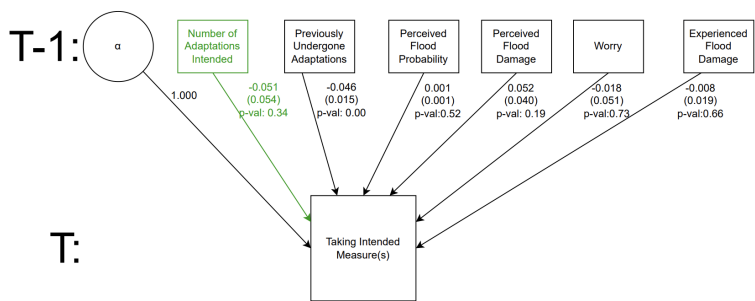 T-1:
α
Number of
Adaptations
Intended
Previously
Undergone
Adaptations
Perceived
Flood
Probability
Perceived
Flood
Damage
Worry
Experienced
Flood
Damage
1.000
-0.051
(0.054)
p-val: 0.34
-0.046
(0.015)
p-val: 0.00
0.001
(0.001)
p-val:0.52
0.052
(0.040)
p-val: 0.19
-0.018
(0.051)
p-val:0.73
-0.008
(0.019)
p-val:0.66
T:
Taking Intended
Measure(s)